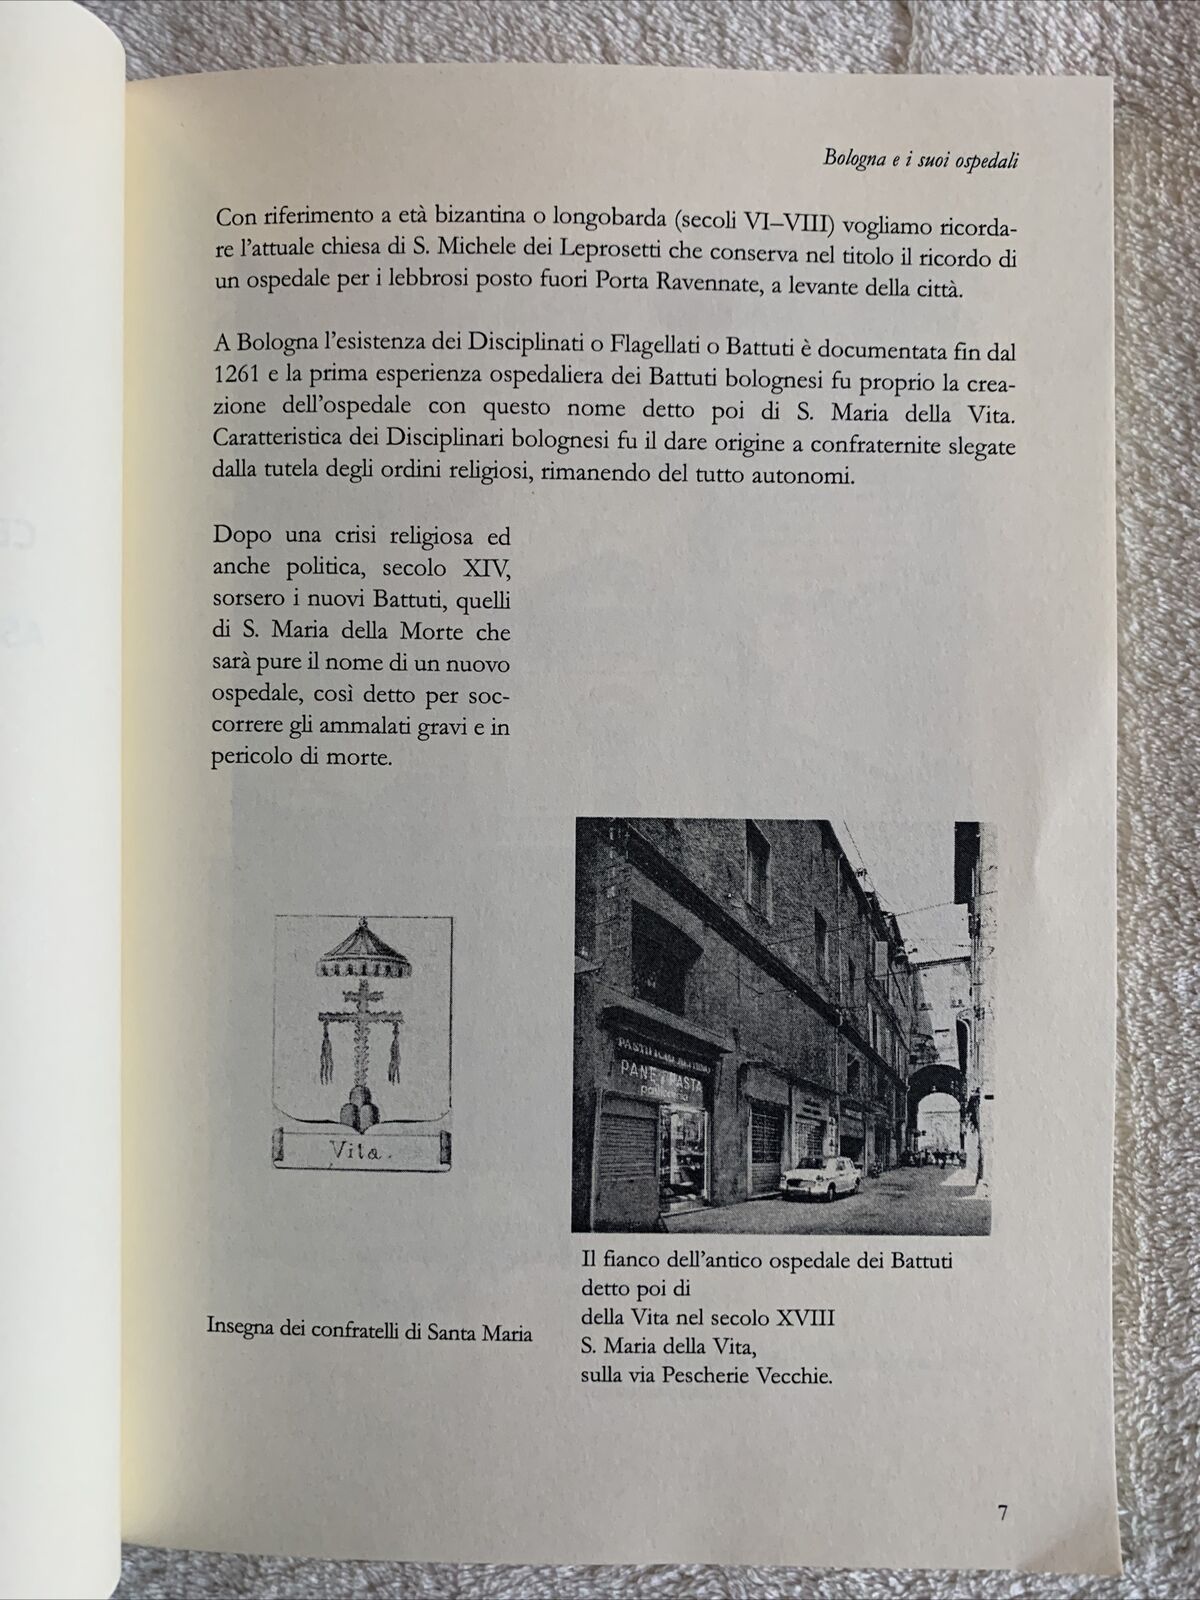 Bologna e i suoi ospedali
Con riferimento a età bizantina o longobarda (secoli VI–VIII) vogliamo ricorda-
re l'attuale chiesa di S. Michele dei Leprosetti che conserva nel titolo il ricordo di
un ospedale per i lebbrosi posto fuori Porta Ravennate, a levante della città.
A Bologna l'esistenza dei Disciplinati o Flagellati o Battuti è documentata fin dal
1261 e la prima esperienza ospedaliera dei Battuti bolognesi fu proprio la crea-
zione dell'ospedale con questo nome detto poi di S. Maria della Vita.
Caratteristica dei Disciplinari bolognesi fu il dare origine a confraternite slegate
dalla tutela degli ordini religiosi, rimanendo del tutto autonomi.
Dopo una crisi religiosa ed
anche politica, secolo XIV,
sorsero i nuovi Battuti, quelli
di S. Maria della Morte che
sarà pure il nome di un nuovo
ospedale, così detto per soc-
correre gli ammalati gravi e in
pericolo di morte.
Vita.
Insegna dei confratelli di Santa Maria
PANE PASTA
Il fianco dell'antico ospedale dei Battuti
detto poi di
della Vita nel secolo XVIII
S. Maria della Vita,
sulla via Pescherie Vecchie.
7